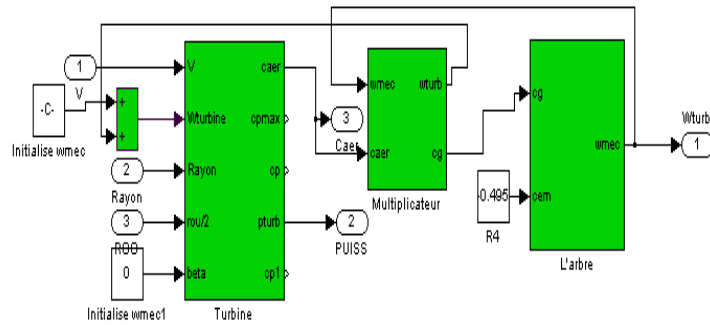 1
V
-C-
Initialise wmec
+
+
2
Rayon
3
ROO
0
Initialise wmec1
V
Wturbine
Rayon
rou/2
beta
caer
cpmax
cp
pturb
cp1
Turbine
3
Caer
2
PUISS
wmec
caer
wturb
cg
Multiplicateur
-0.495
R4
cg
cem
wmec
L'arbre
Wturb
1